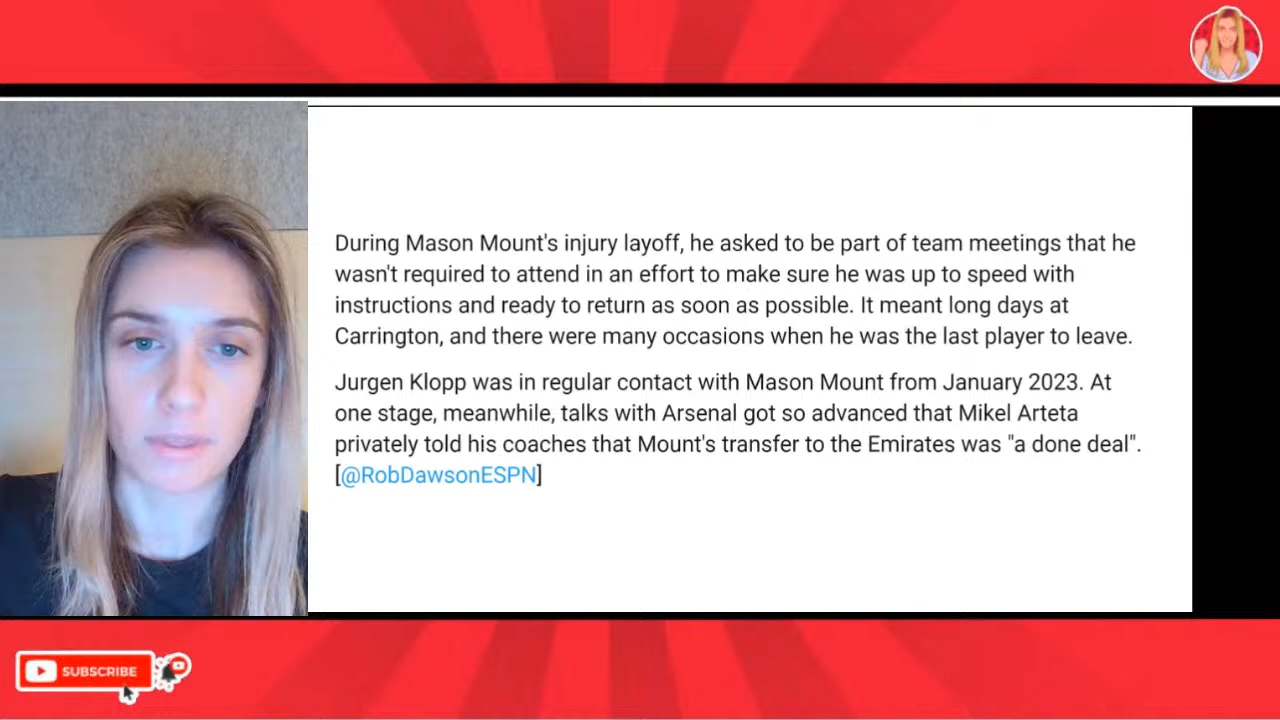 During Mason Mount's injury layoff, he asked to be part of team meetings that he
wasn't required to attend in an effort to make sure he was up to speed with
instructions and ready to return as soon as possible. It meant long days at
Carrington, and there were many occasions when he was the last player to leave.
Jurgen Klopp was in regular contact with Mason Mount from January 2023. At
one stage, meanwhile, talks with Arsenal got so advanced that Mikel Arteta
privately told his coaches that Mount's transfer to the Emirates was "a done deal".
[@RobDawsonESPN]
SUBSCRIBE